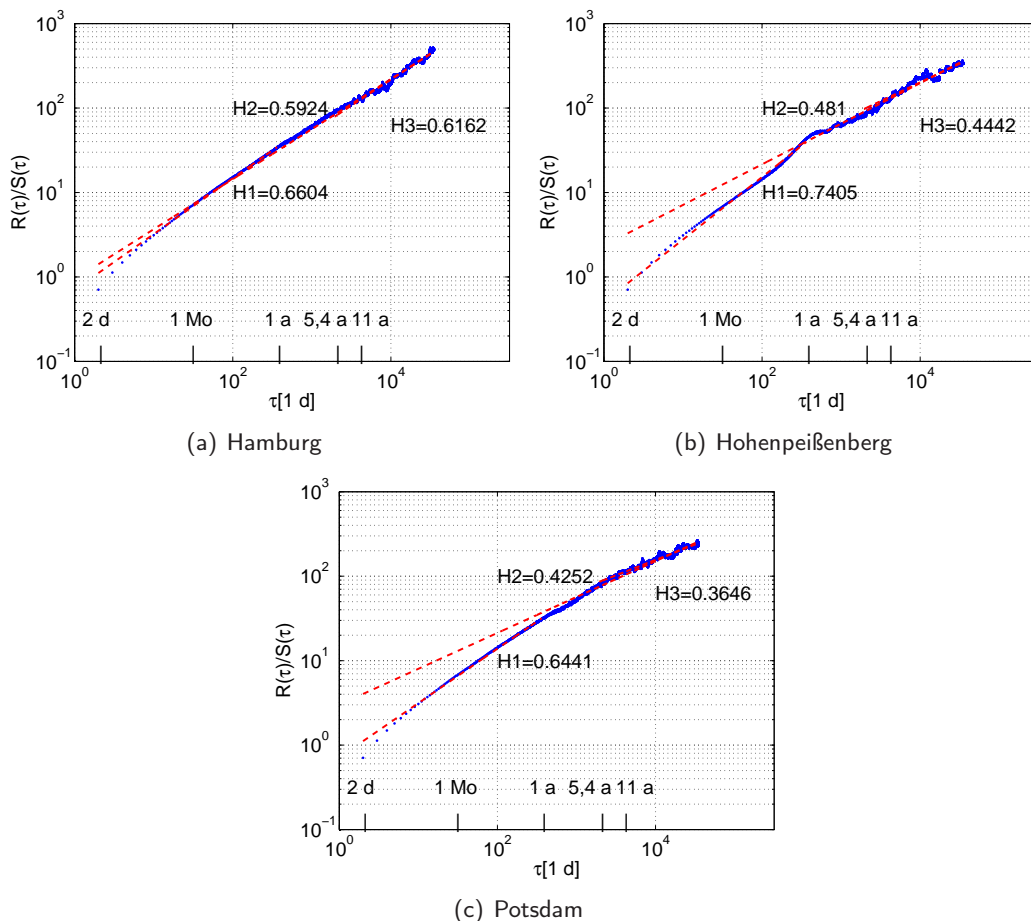 10^3
10^2
10^1
10^0
10^-1
R(τ)/S(τ)
H2=0.5924
H3=0.6162
H1=0.6604
2 d
1 Mo
1 a
5,4 a
11 a
10^0
10^2
10^4
τ[1 d]
(a) Hamburg
10^3
10^2
10^1
10^0
10^-1
R(τ)/S(τ)
H2=0.481
H3=0.4442
H1=0.7405
2 d
1 Mo
1 a
5,4 a
11 a
10^0
10^2
10^4
τ[1 d]
(b) Hohenpeißenberg
10^3
10^2
10^1
10^0
10^-1
R(τ)/S(τ)
H2=0.4252
H3=0.3646
H1=0.6441
2 d
1 Mo
1 a
5,4 a
11 a
10^0
10^2
10^4
τ[1 d]
(c) Potsdam